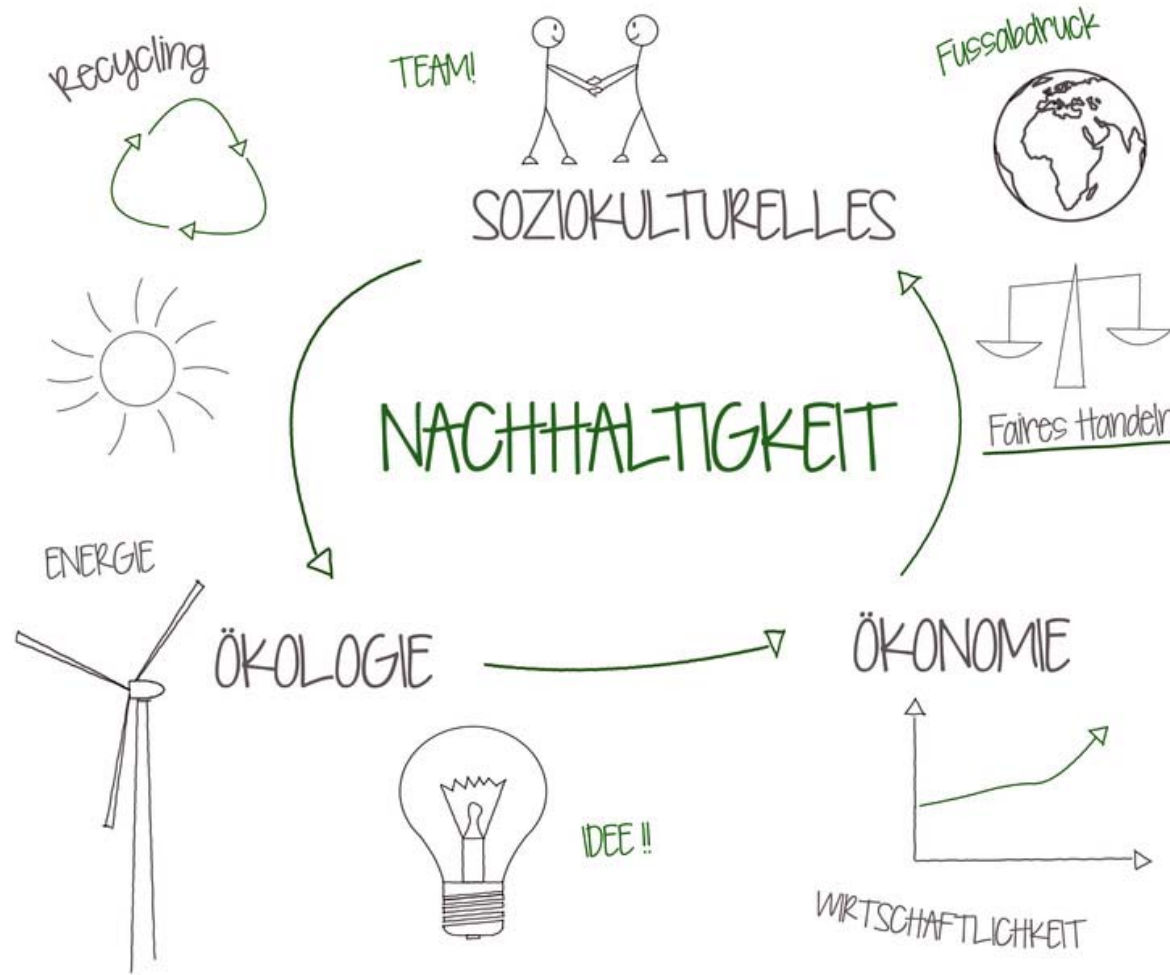 Recycling
TEAM!
Fussabdruck
SOZIOKULTURELLES
NACHHALTIGKEIT
Faires Handeln
ENERGIE
ÖKOLOGIE
ÖKONOMIE
IDEE !!
WIRTSCHAFTLICHKEIT